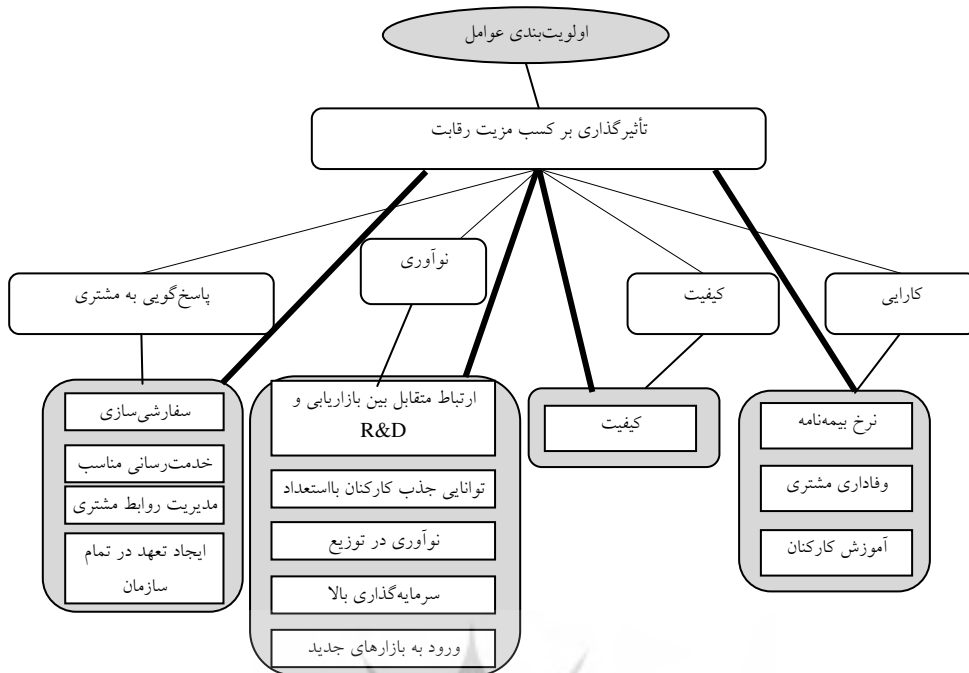 اولویت‌بندی عوامل
تأثیرگذاری بر کسب مزیت رقابت
کارایی
کیفیت
نوآوری
پاسخ‌گویی به مشتری
نرخ بیمه‌نامه
وفاداری مشتری
آموزش کارکنان
کیفیت
ارتباط متقابل بین بازاریابی و
R&D
توانایی جذب کارکنان بااستعداد
نوآوری در توزیع
سرمایه‌گذاری بالا
ورود به بازارهای جدید
سفارشی‌سازی
خدمت‌رسانی مناسب
مدیریت روابط مشتری
ایجاد تعهد در تمام
سازمان